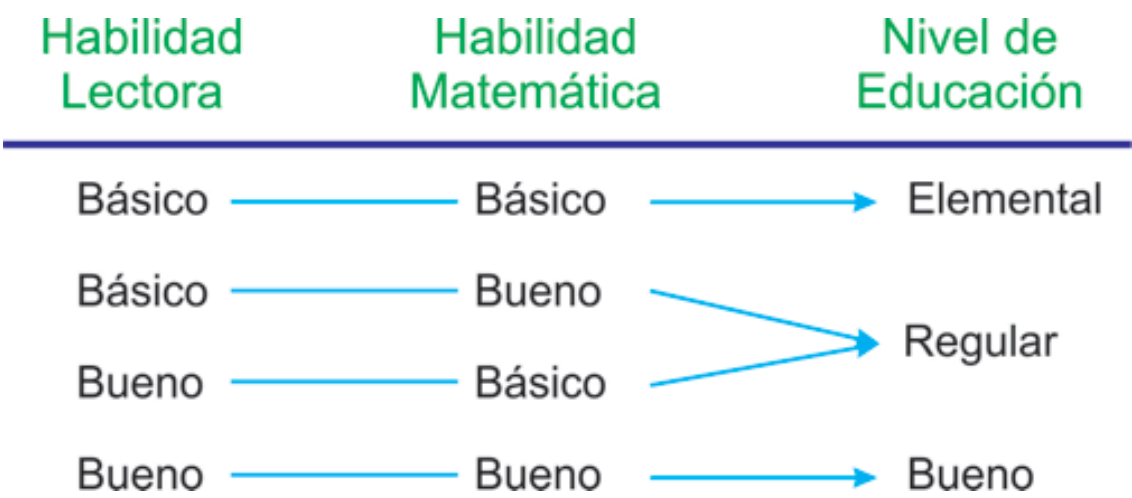 Habilidad Lectora
Habilidad Matemática
Nivel de Educación
Básico Básico Elemental
Básico Bueno
Regular
Bueno Básico
Bueno Bueno Bueno